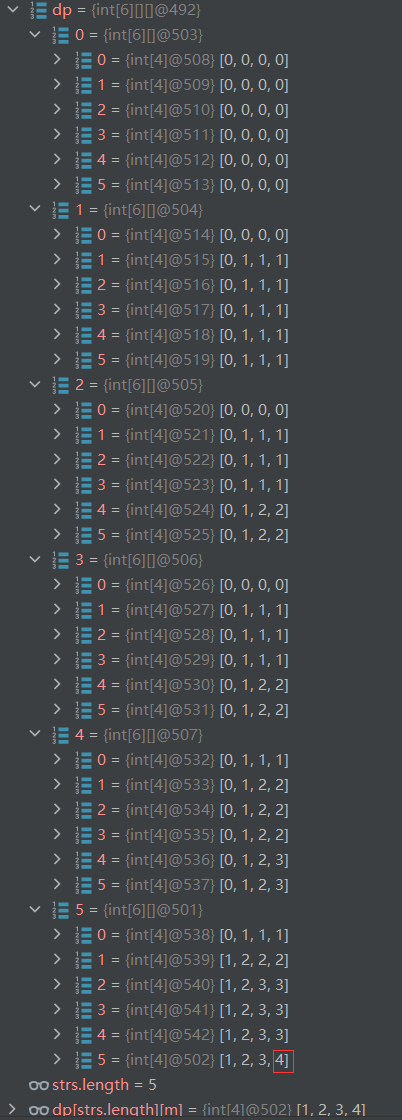 dp = {int[6][][]@492}
0 = {int[6][]@503}
0 = {int[4]@508} [0, 0, 0, 0]
1 = {int[4]@509} [0, 0, 0, 0]
2 = {int[4]@510} [0, 0, 0, 0]
3 = {int[4]@511} [0, 0, 0, 0]
4 = {int[4]@512} [0, 0, 0, 0]
5 = {int[4]@513} [0, 0, 0, 0]
1 = {int[6][]@504}
0 = {int[4]@514} [0, 0, 0, 0]
1 = {int[4]@515} [0, 1, 1, 1]
2 = {int[4]@516} [0, 1, 1, 1]
3 = {int[4]@517} [0, 1, 1, 1]
4 = {int[4]@518} [0, 1, 1, 1]
5 = {int[4]@519} [0, 1, 1, 1]
2 = {int[6][]@505}
0 = {int[4]@520} [0, 0, 0, 0]
1 = {int[4]@521} [0, 1, 1, 1]
2 = {int[4]@522} [0, 1, 1, 1]
3 = {int[4]@523} [0, 1, 1, 1]
4 = {int[4]@524} [0, 1, 2, 2]
5 = {int[4]@525} [0, 1, 2, 2]
3 = {int[6][]@506}
0 = {int[4]@526} [0, 0, 0, 0]
1 = {int[4]@527} [0, 1, 1, 1]
2 = {int[4]@528} [0, 1, 1, 1]
3 = {int[4]@529} [0, 1, 1, 1]
4 = {int[4]@530} [0, 1, 2, 2]
5 = {int[4]@531} [0, 1, 2, 2]
4 = {int[6][]@507}
0 = {int[4]@532} [0, 1, 1, 1]
1 = {int[4]@533} [0, 1, 2, 2]
2 = {int[4]@534} [0, 1, 2, 2]
3 = {int[4]@535} [0, 1, 2, 2]
4 = {int[4]@536} [0, 1, 2, 3]
5 = {int[4]@537} [0, 1, 2, 3]
5 = {int[6][]@501}
0 = {int[4]@538} [0, 1, 1, 1]
1 = {int[4]@539} [1, 2, 2, 2]
2 = {int[4]@540} [1, 2, 3, 3]
3 = {int[4]@541} [1, 2, 3, 3]
4 = {int[4]@542} [1, 2, 3, 3]
5 = {int[4]@502} [1, 2, 3, 4]
strs.length = 5
dp[strs.length][m] = {int[4]@502} [1, 2, 3, 4]